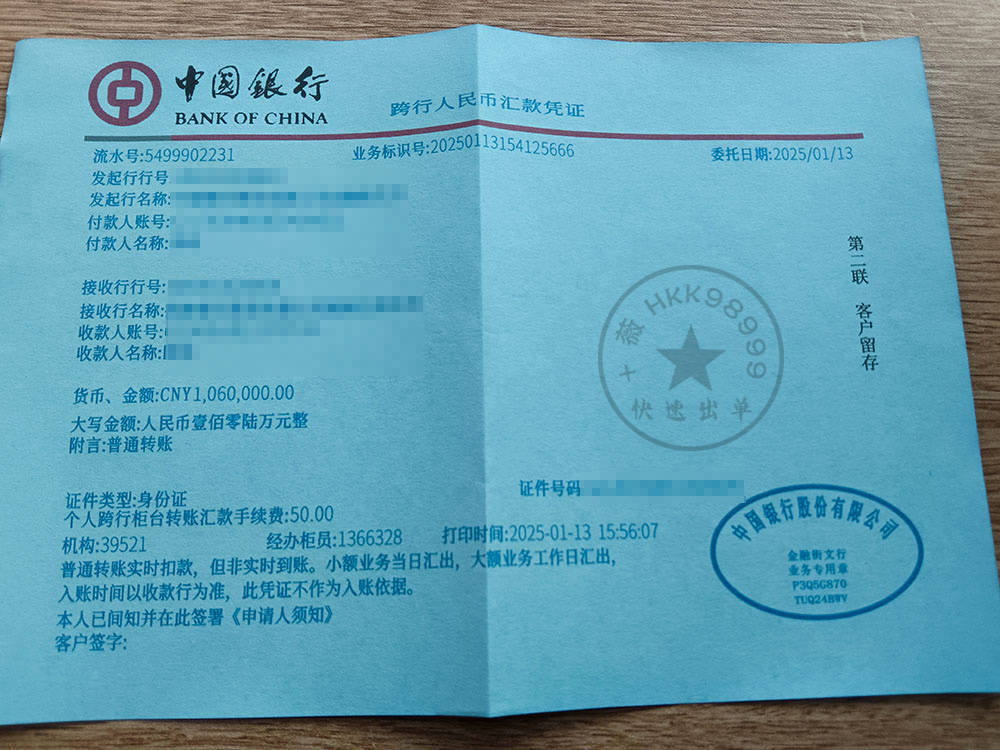 中国銀行
BANK OF CHINA
跨行人民币汇款凭证
流水号:5499902231
业务标识号:20250113154125666
委托日期:2025/01/13
发起行行号
发起行名称:
付款人账号:
付款人名称:
接收行行号:
接收行名称:
收款人账号:
收款人名称:
第二联 客户留存
+薇 HKK98999
快速出单
货币、金额:CNY1,060,000.00
大写金额:人民币壹佰零陆万元整
附言:普通转账
证件类型:身份证
证件号码
个人跨行柜台转账汇款手续费:50.00
机构:39521
经办柜员:1366328
打印时间:2025-01-13 15:56:07
普通转账实时扣款，但非实时到账。小额业务当日汇出，大额业务工作日汇出，
入账时间以收款行为准，此凭证不作为入账依据。
本人已间知并在此签署《申请人须知》
客户签字:
中国银行股份有限公司
金融街支行
业务专用章
P3Q5G870
TUQ24BWV